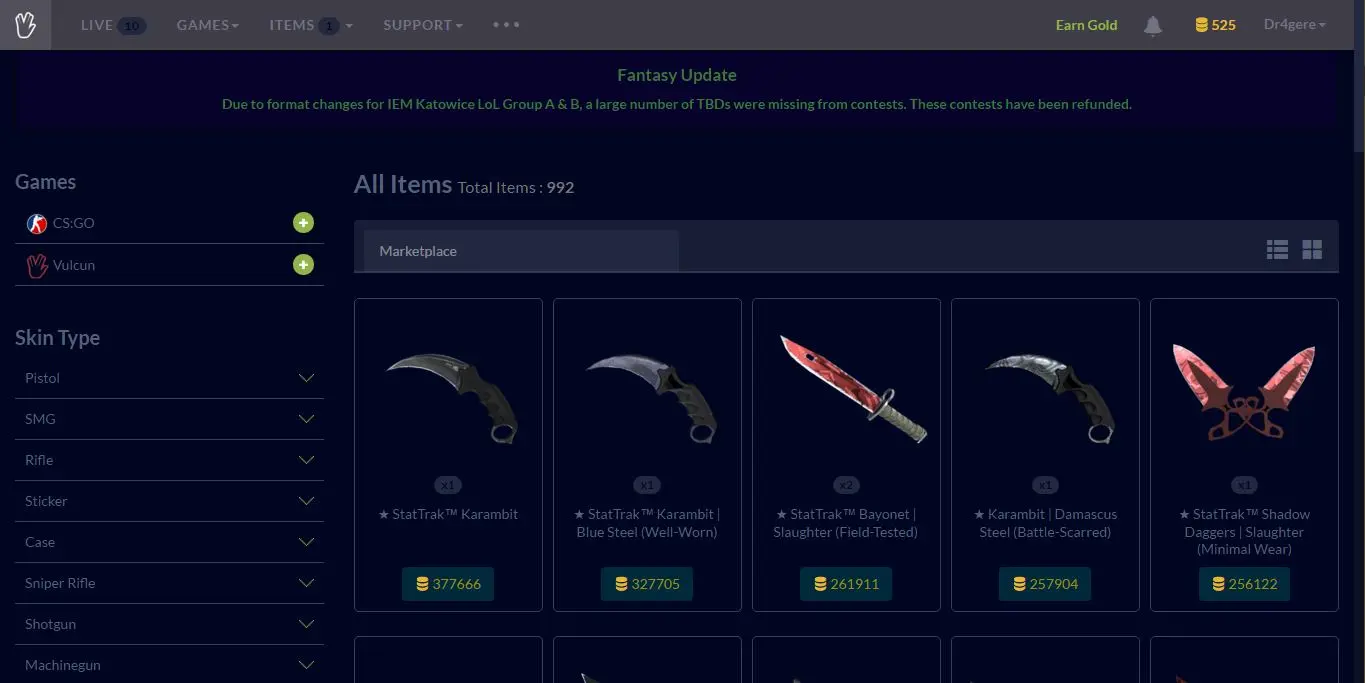 LIVE 10 GAMES ITEMS 1 SUPPORT ••• Earn Gold 525 Dr4gere
Fantasy Update
Due to format changes for IEM Katowice LoL Group A & B, a large number of TBDs were missing from contests. These contests have been refunded.
Games
CS:GO
Vulcun
Skin Type
Pistol
SMG
Rifle
Sticker
Case
Sniper Rifle
Shotgun
Machinegun
All Items Total Items : 992
Marketplace
x1
★ StatTrak™ Karambit
377666
x1
★ StatTrak™ Karambit |
Blue Steel (Well-Worn)
327705
x2
★ StatTrak™ Bayonet |
Slaughter (Field-Tested)
261911
x1
★ Karambit | Damascus
Steel (Battle-Scarred)
257904
x1
★ StatTrak™ Shadow
Daggers | Slaughter
(Minimal Wear)
256122